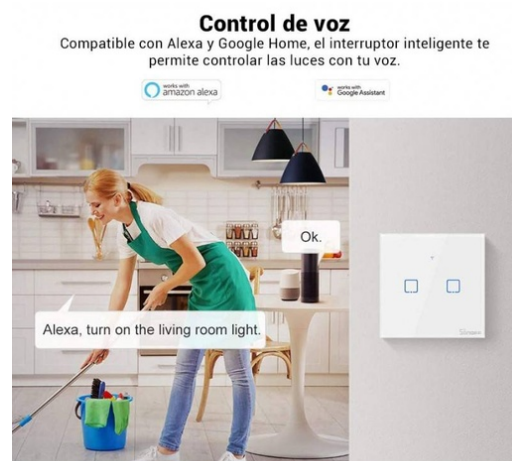 Control de voz
Compatible con Alexa y Google Home, el interruptor inteligente te
permite controlar las luces con tu voz.
works with
amazon alexa
works with
Google Assistant
Ok.
Alexa, turn on the living room light.